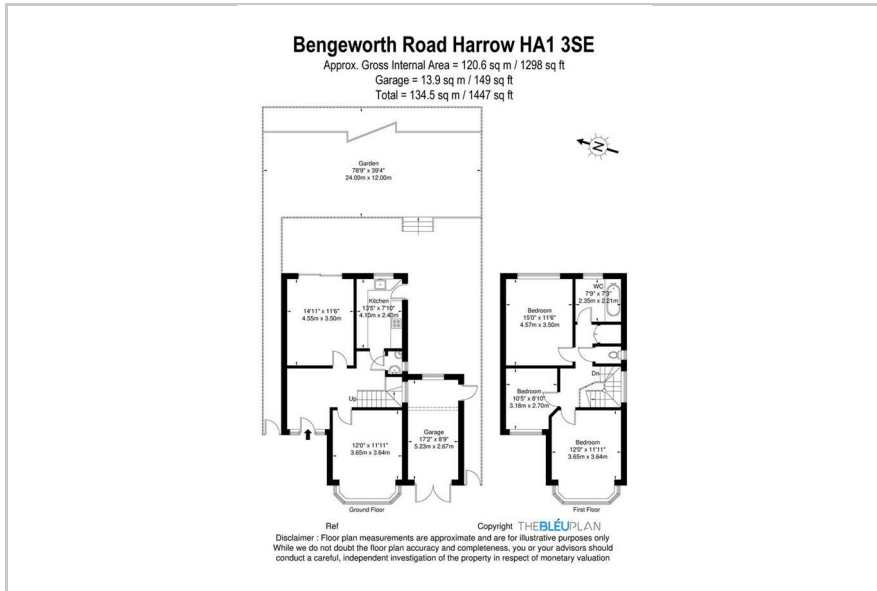 Bengeworth Road Harrow HA1 3SE
Approx. Gross Internal Area = 120.6 sq m / 1298 sq ft
Garage = 13.9 sq m / 149 sq ft
Total = 134.5 sq m / 1447 sq ft
N
Garden
78'9" x 39'4"
24.00m x 12.00m
14'11" x 11'6"
4.55m x 3.50m
Kitchen
13'5" x 7'10"
4.10m x 2.40m
Up
12'0" x 11'11"
3.65m x 3.64m
Garage
17'2" x 8'9"
5.23m x 2.67m
Ground Floor
WC
7'9" x 7'3"
2.35m x 2.21m
Bedroom
15'0" x 11'6"
4.57m x 3.50m
Dn
Bedroom
10'5" x 8'10"
3.18m x 2.70m
Bedroom
12'0" x 11'11"
3.65m x 3.64m
First Floor
Ref
Copyright THEBLÉUPLAN
Disclaimer : Floor plan measurements are approximate and are for illustrative purposes only
While we do not doubt the floor plan accuracy and completeness, you or your advisors should
conduct a careful, independent investigation of the property in respect of monetary valuation